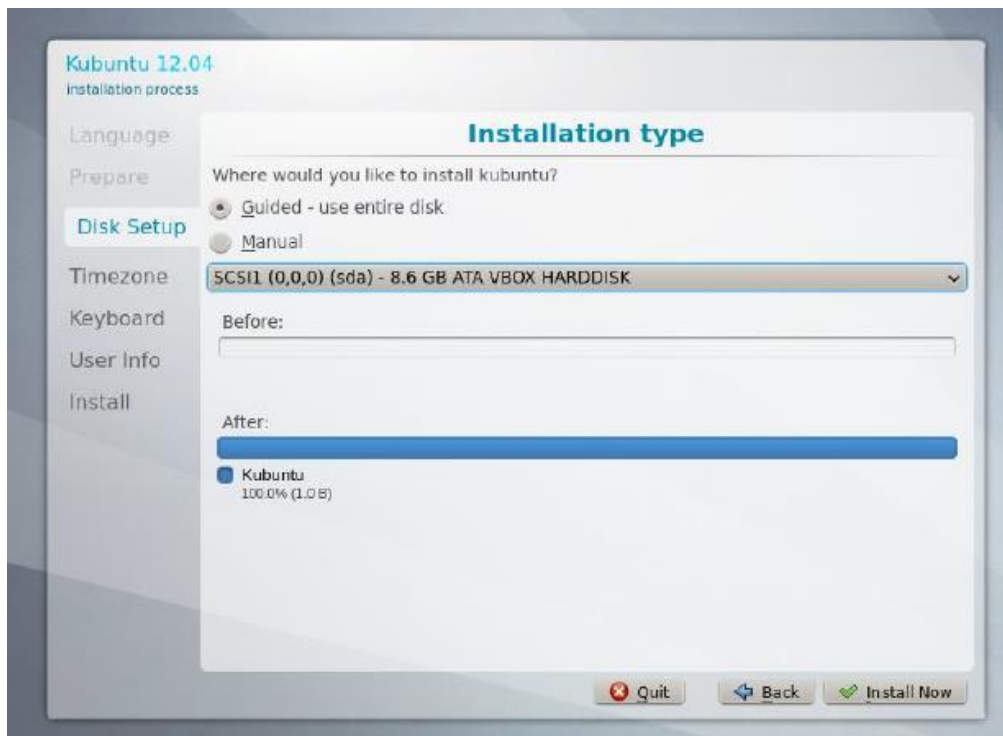 Kubuntu 12.04
installation process
Language
Prepare
Disk Setup
Timezone
Keyboard
User Info
Install
Installation type
Where would you like to install kubuntu?
Guided - use entire disk
Manual
SCSI1 (0,0,0) (sda) - 8.6 GB ATA VBOX HARDDISK
Before:
After:
Kubuntu
100.0% (1.0 B)
Quit
Back
Install Now